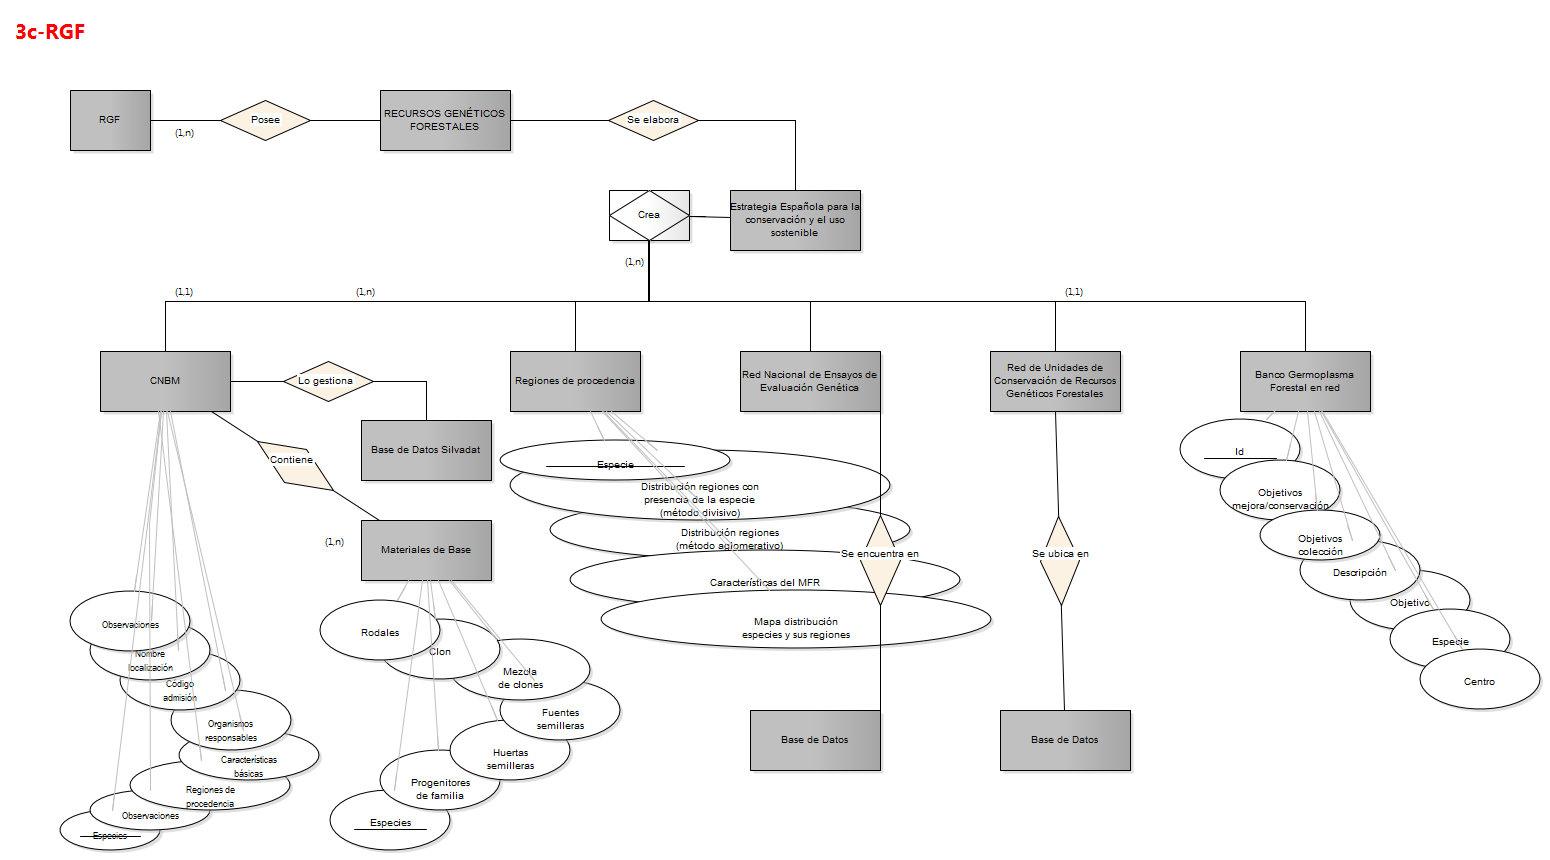 3c-RGF
RGF
(1,n)
Posee
RECURSOS GENÉTICOS
FORESTALES
Se elabora
Crea
Estrategia Española para la
conservación y el uso
sostenible
(1,n)
(1,1)
(1,n)
(1,1)
CNBM
Lo gestiona
Regiones de procedencia
Red Nacional de Ensayos de
Evaluación Genética
Red de Unidades de
Conservación de Recursos
Genéticos Forestales
Banco Germoplasma
Forestal en red
Base de Datos Silvadat
Contiene
(1,n)
Materiales de Base
Especie
Distribución regiones con
presencia de la especie
(método divisivo)
Distribución regiones
(método aglomerativo)
Características del MFR
Mapa distribución
especies y sus regiones
Se encuentra en
Se ubica en
Id
Objetivos
mejora/conservación
Objetivos
colección
Descripción
Objetivo
Especie
Centro
Observaciones
Nombre
localización
Código
admisión
Organismos
responsables
Características
básicas
Regiones de
procedencia
Observaciones
Especies
Rodales
Clon
Mezcla
de clones
Fuentes
semilleras
Huertas
semilleras
Progenitores
de familia
Especies
Base de Datos
Base de Datos